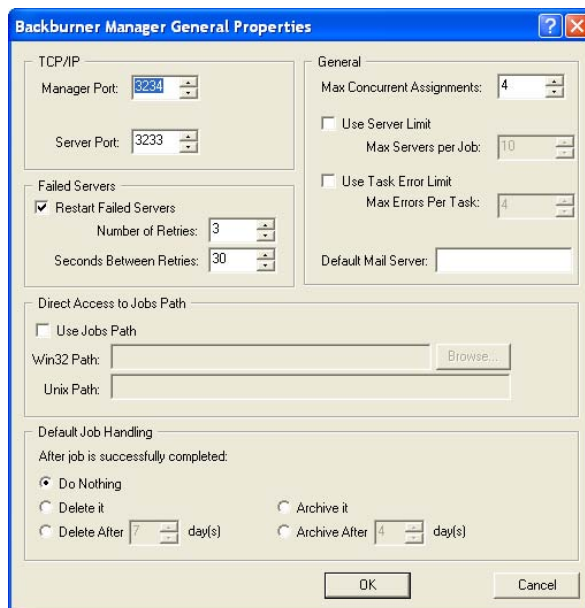 Backburner Manager General Properties
TCP/IP
Manager Port: 3234
Server Port: 3233
General
Max Concurrent Assignments: 4
Use Server Limit
Max Servers per Job: 10
Use Task Error Limit
Max Errors Per Task: 4
Default Mail Server:
Failed Servers
Restart Failed Servers
Number of Retries: 3
Seconds Between Retries: 30
Direct Access to Jobs Path
Use Jobs Path
Win32 Path: Browse...
Unix Path:
Default Job Handling
After job is successfully completed:
Do Nothing
Delete it
Archive it
Delete After 7 day(s)
Archive After 4 day(s)
OK Cancel